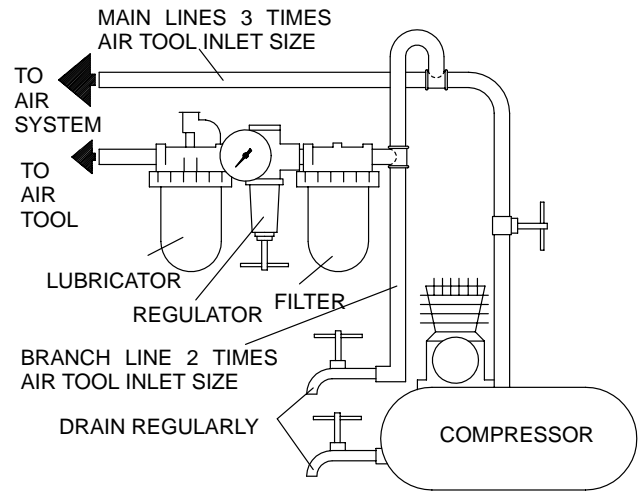 MAIN LINES 3 TIMES
AIR TOOL INLET SIZE
TO
AIR
SYSTEM
TO
AIR
TOOL
LUBRICATOR
REGULATOR
FILTER
BRANCH LINE 2 TIMES
AIR TOOL INLET SIZE
DRAIN REGULARLY
COMPRESSOR